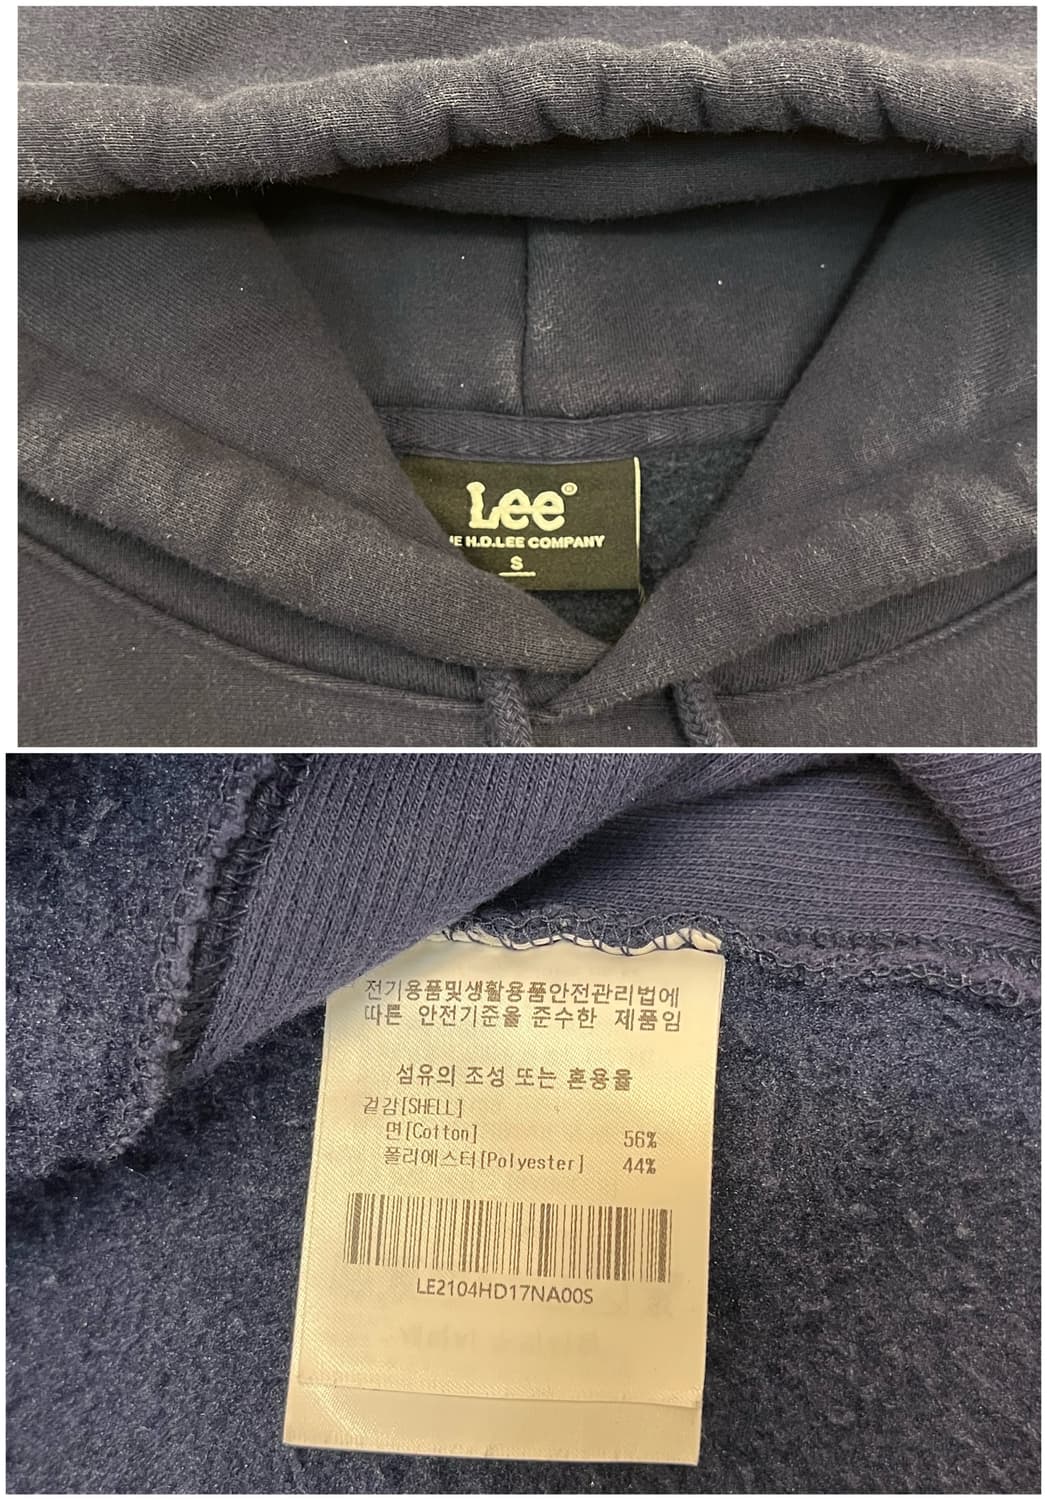 Lee®
H.D.LEE COMPANY
S
전기용품및생활용품안전관리법에
따른 안전기준을 준수한 제품임
섬유의 조성 또는 혼용율
겉감[SHELL]
면[Cotton] 56%
폴리에스터[Polyester] 44%
LE2104HD17NA00S